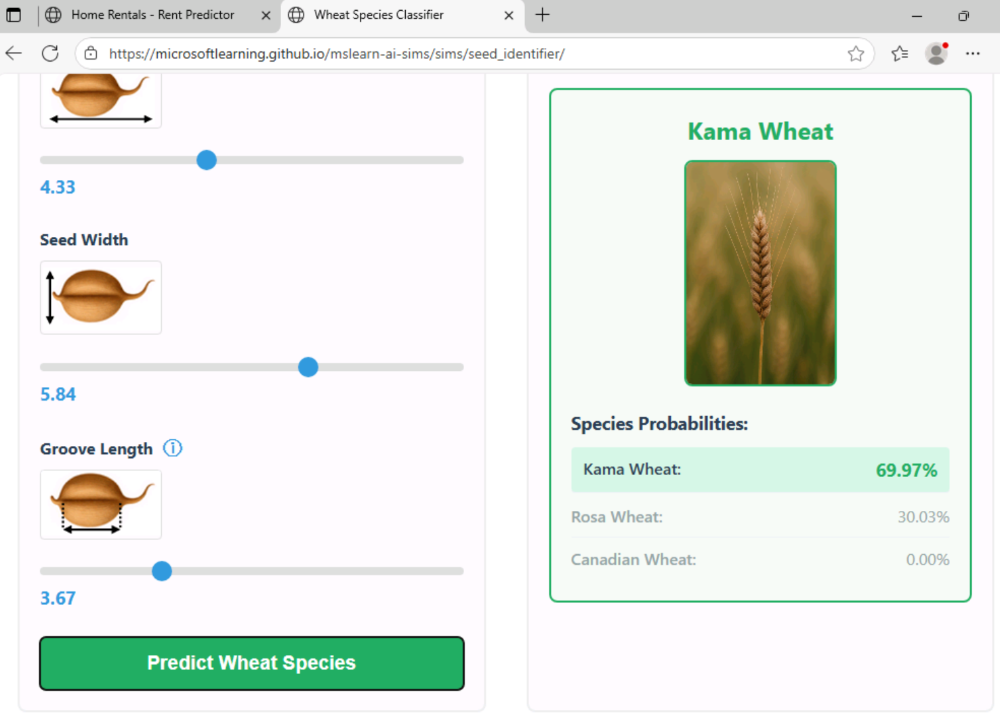 Home Rentals - Rent Predictor
Wheat Species Classifier
https://microsoftlearning.github.io/mslearn-ai-sims/sims/seed_identifier/
4.33
Seed Width
5.84
Groove Length
3.67
Predict Wheat Species
Kama Wheat
Species Probabilities:
Kama Wheat: 69.97%
Rosa Wheat: 30.03%
Canadian Wheat: 0.00%